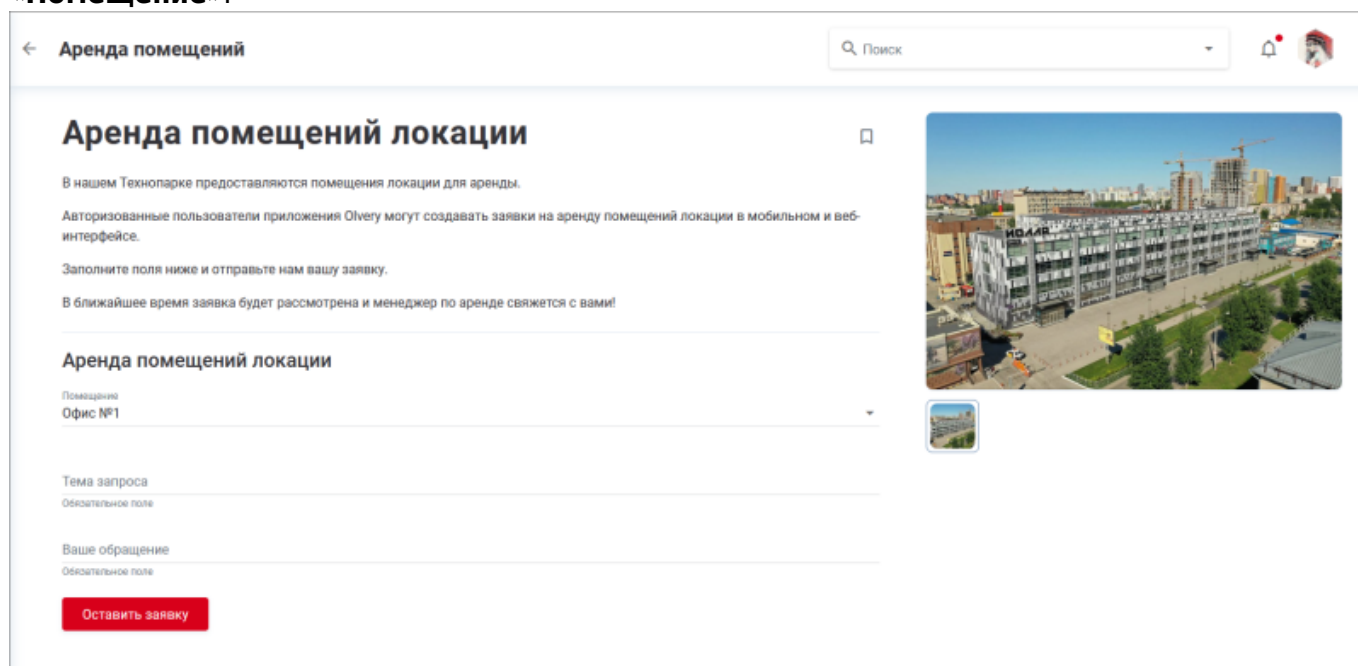 «Помещение».
Аренда помещений
Поиск
Аренда помещений локации
В нашем Технопарке предоставляются помещения локации для аренды.
Авторизованные пользователи приложения Olvery могут создавать заявки на аренду помещений локации в мобильном и веб-
интерфейсе.
Заполните поля ниже и отправьте нам вашу заявку.
В ближайшее время заявка будет рассмотрена и менеджер по аренде свяжется с вами!
Аренда помещений локации
Помещение
Офис №1
Тема запроса
Обязательное поле
Ваше обращение
Обязательное поле
Оставить заявку